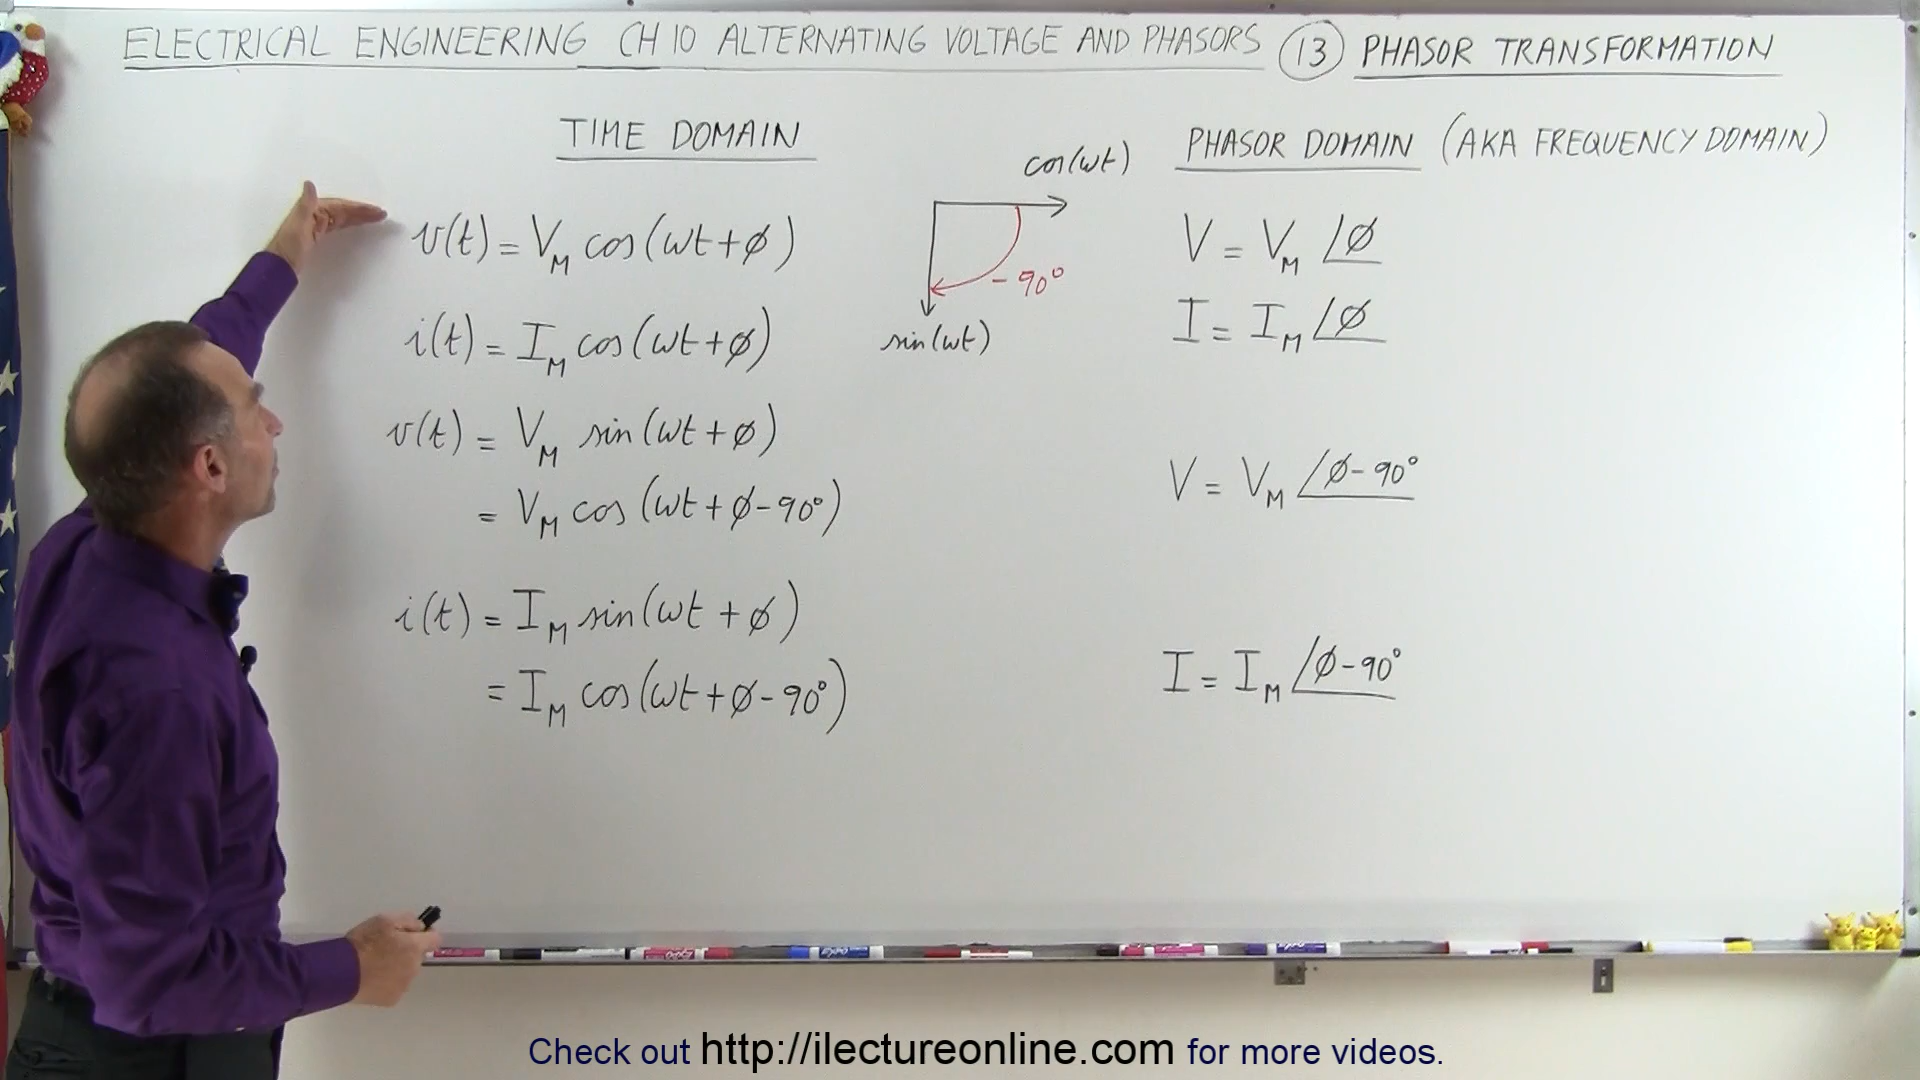 ELECTRICAL ENGINEERING CH 10 ALTERNATING VOLTAGE AND PHASORS 13 PHASOR TRANSFORMATION
TIME DOMAIN
v(t) = V_M cos(ωt+ø)
i(t) = I_M cos(ωt+ø)
v(t) = V_M sin(ωt+ø)
= V_M cos(ωt+ø-90°)
i(t) = I_M sin(ωt+ø)
= I_M cos(ωt+ø-90°)
cos(ωt)
-90°
sin(ωt)
PHASOR DOMAIN (AKA FREQUENCY DOMAIN)
V = V_M ∠ø
I = I_M ∠ø
V = V_M ∠ø-90°
I = I_M ∠ø-90°
Check out http://ilectureonline.com for more videos.